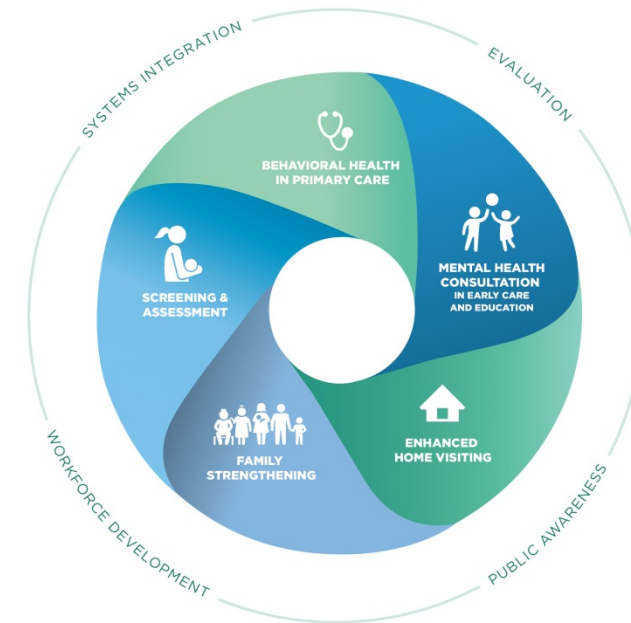 SYSTEMS INTEGRATION
EVALUATION
BEHAVIORAL HEALTH
IN PRIMARY CARE
MENTAL HEALTH
CONSULTATION
IN EARLY CARE
AND EDUCATION
SCREENING &
ASSESSMENT
ENHANCED
HOME VISITING
FAMILY
STRENGTHENING
WORKFORCE DEVELOPMENT
PUBLIC AWARENESS